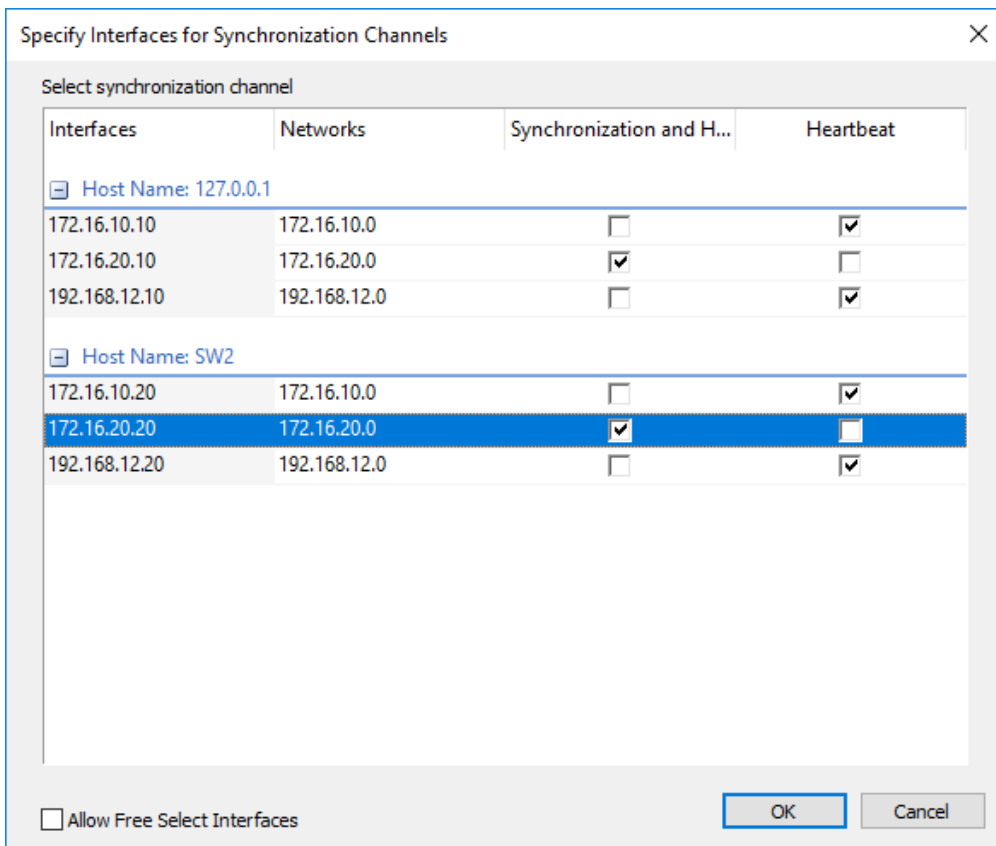 Specify Interfaces for Synchronization Channels
Select synchronization channel
Interfaces Networks Synchronization and H... Heartbeat
Host Name: 127.0.0.1
172.16.10.10 172.16.10.0
172.16.20.10 172.16.20.0
192.168.12.10 192.168.12.0
Host Name: SW2
172.16.10.20 172.16.10.0
172.16.20.20 172.16.20.0
192.168.12.20 192.168.12.0
Allow Free Select Interfaces OK Cancel